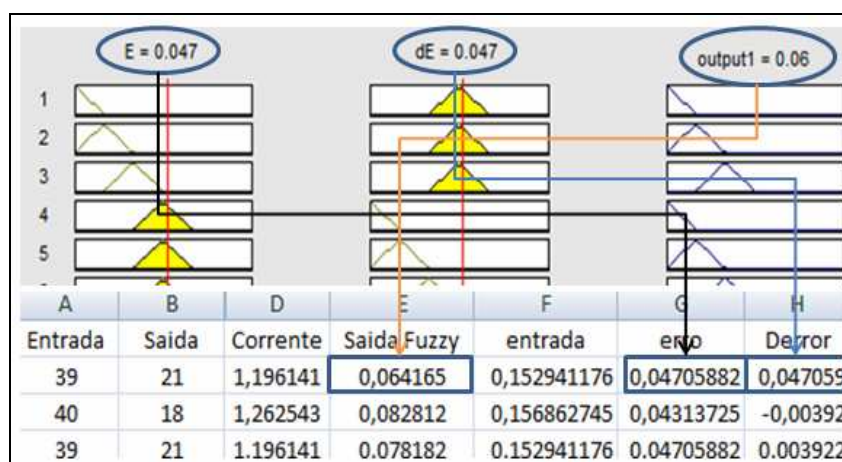 E = 0.047 dE = 0.047 output1 = 0.06
1
2
3
4
5
A B D E F G H
Entrada Saida Corrente Saida Fuzzy entrada erro Derror
39 21 1,196141 0,064165 0,152941176 0,04705882 0,047059
40 18 1,262543 0,082812 0,156862745 0,04313725 -0,00392
39 21 1.196141 0.078182 0.152941176 0.04705882 0.003922